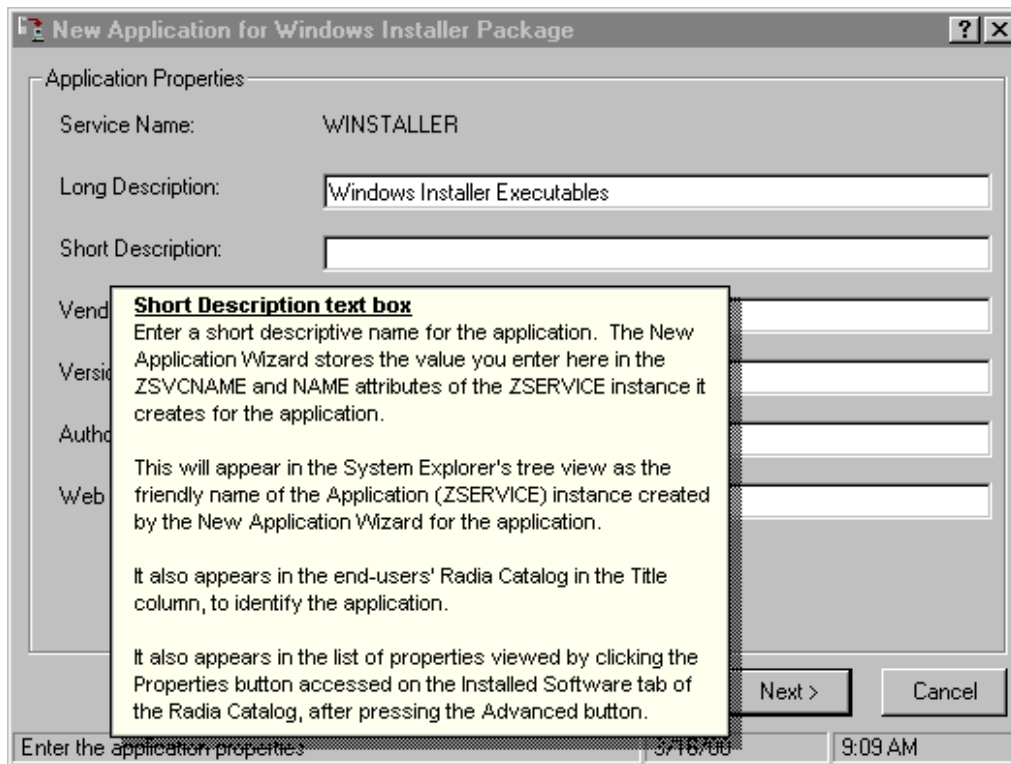 New Application for Windows Installer Package
Application Properties
Service Name: WINSTALLER
Long Description: Windows Installer Executables
Short Description:
Vend
Versio
Autho
Web
Short Description text box
Enter a short descriptive name for the application. The New
Application Wizard stores the value you enter here in the
ZSVCNAME and NAME attributes of the ZSERVICE instance it
creates for the application.
This will appear in the System Explorer's tree view as the
friendly name of the Application (ZSERVICE) instance created
by the New Application Wizard for the application.
It also appears in the end-users' Radia Catalog in the Title
column, to identify the application.
It also appears in the list of properties viewed by clicking the
Properties button accessed on the Installed Software tab of
the Radia Catalog, after pressing the Advanced button.
Next > Cancel
Enter the application properties 3/16/00 9:09 AM